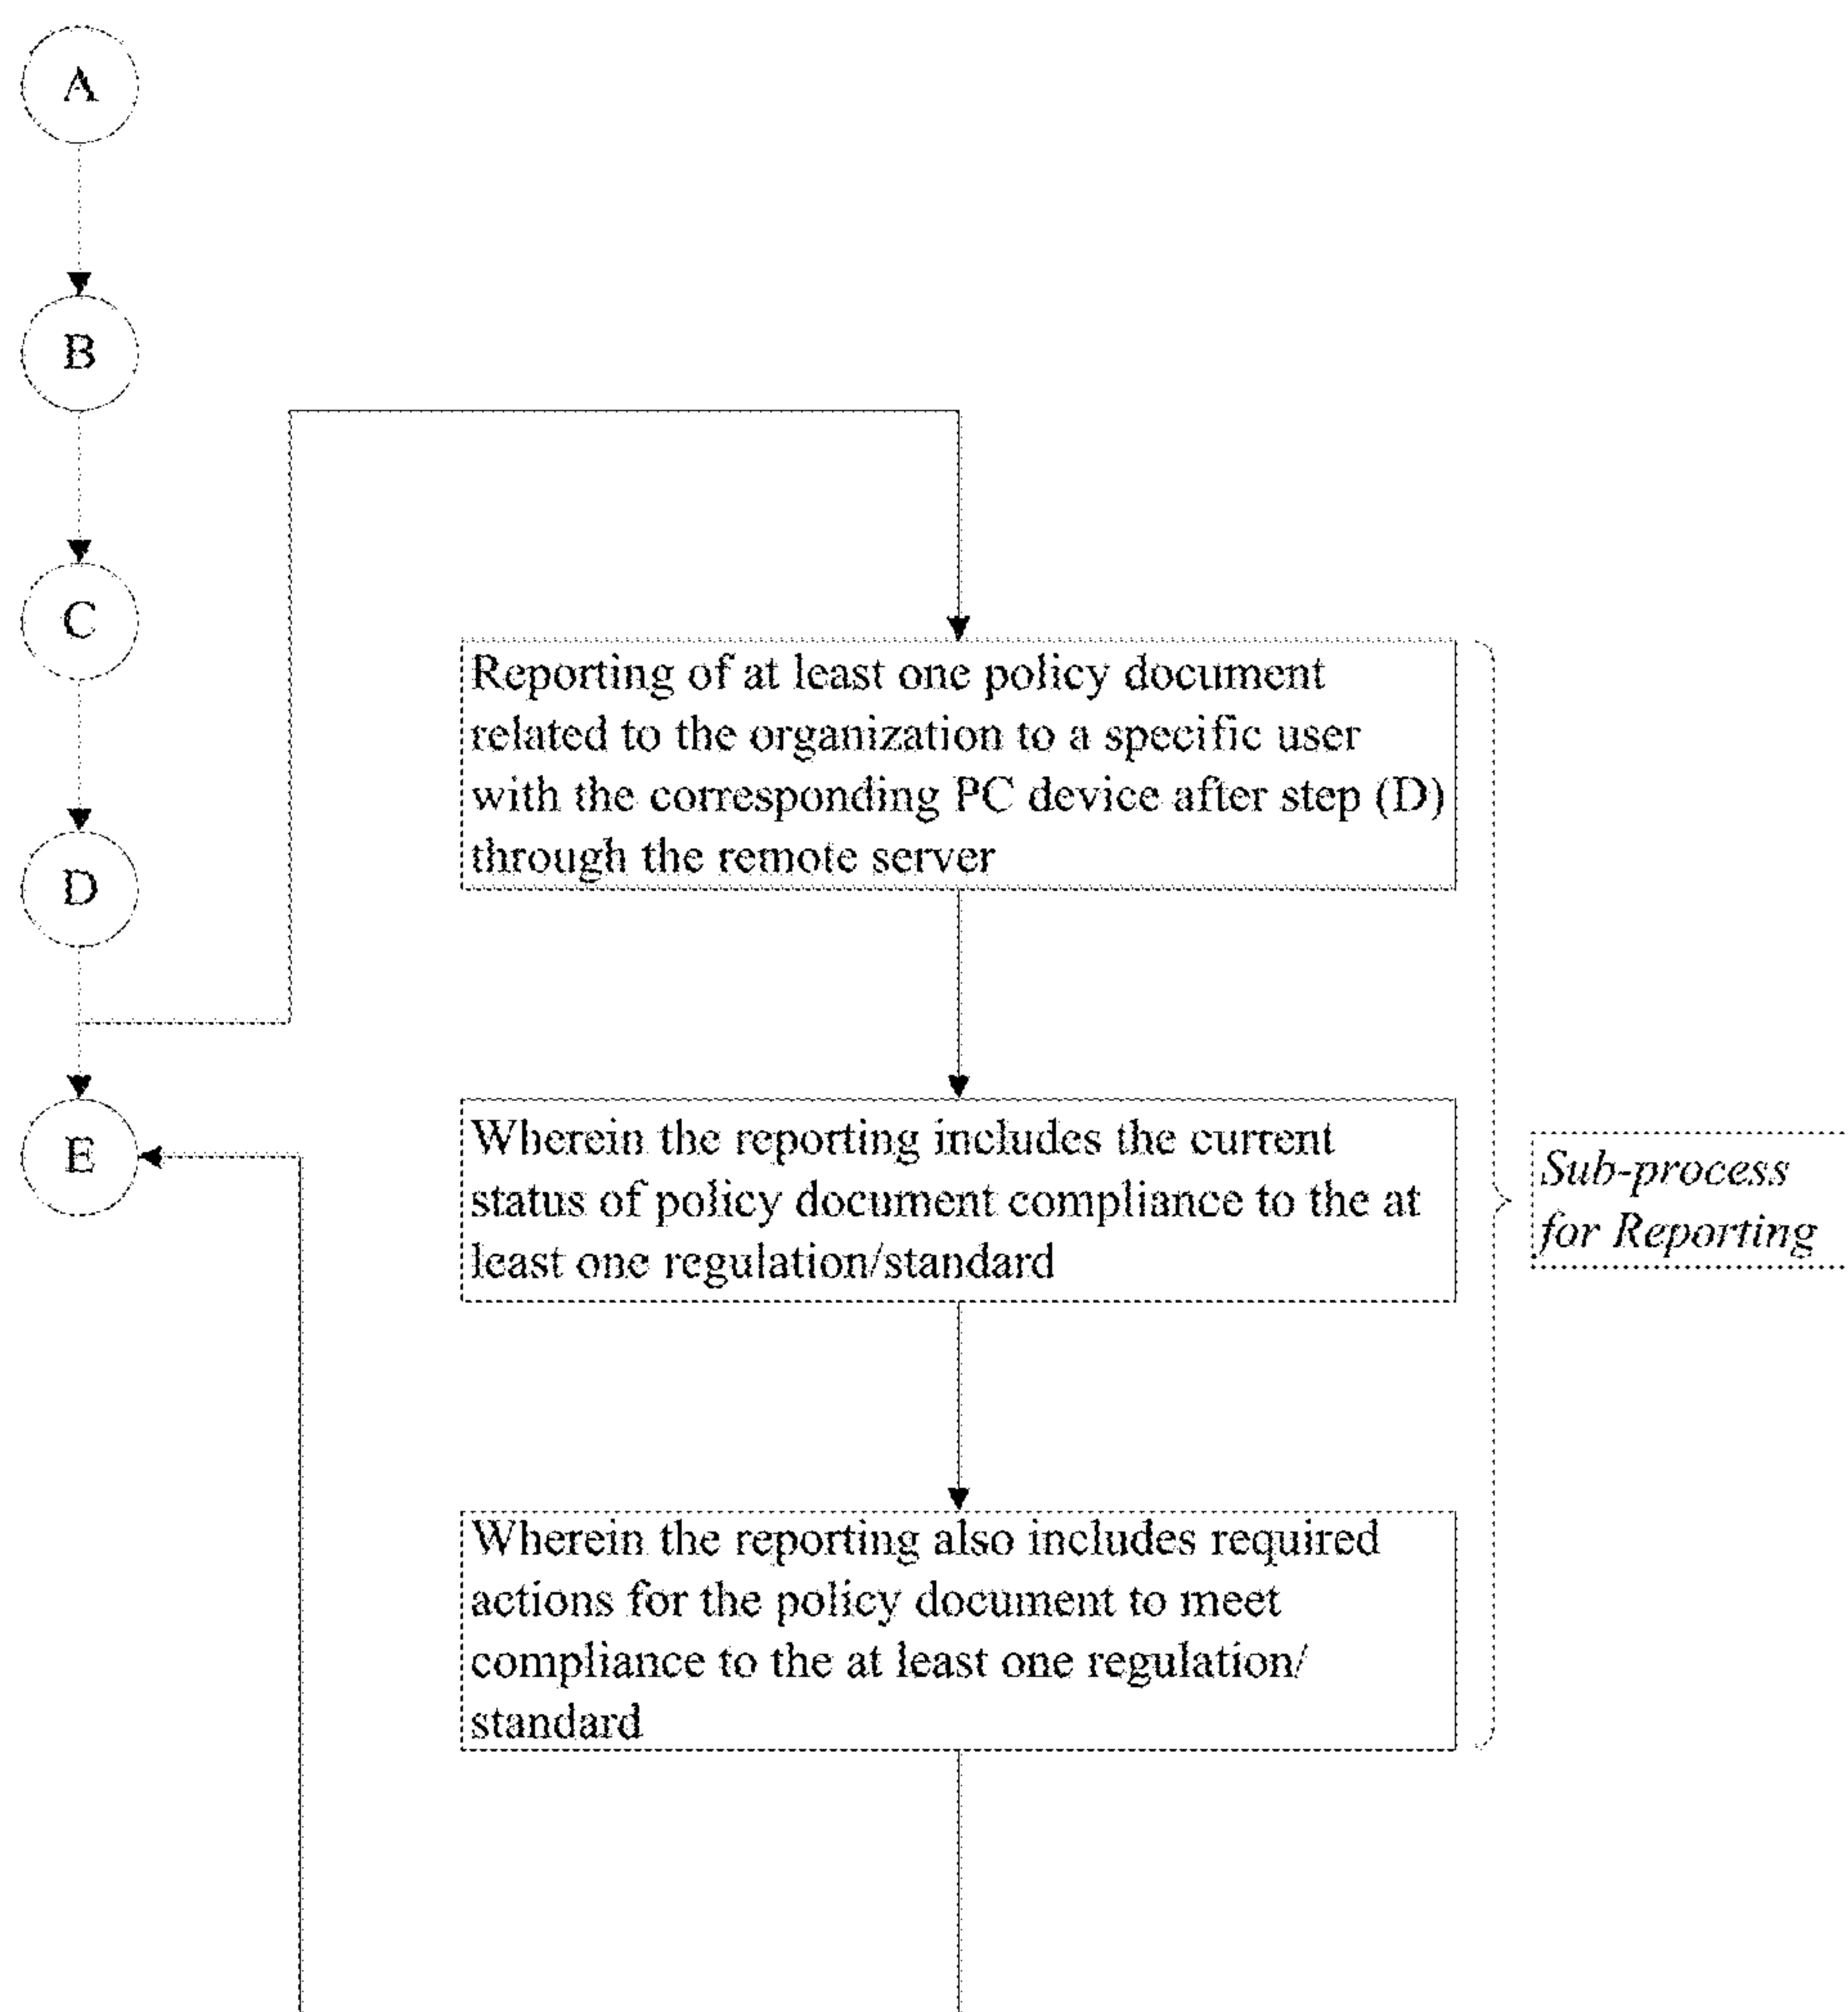 A
B
C
D
E
Reporting of at least one policy document
related to the organization to a specific user
with the corresponding PC device after step (D)
through the remote server
Wherein the reporting includes the current
status of policy document compliance to the at
least one regulation/standard
Wherein the reporting also includes required
actions for the policy document to meet
compliance to the at least one regulation/
standard
Sub-process
for Reporting